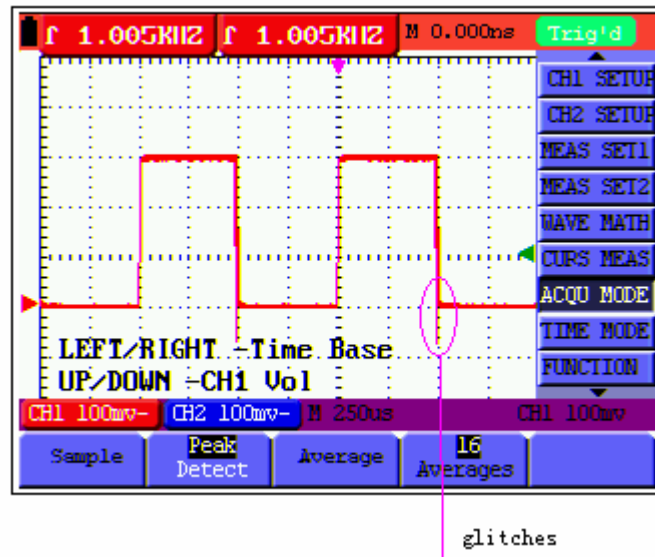 ſ 1.005KHZ ſ 1.005KHZ M 0.000ns Trig'd
CH1 SETUP
CH2 SETUP
MEAS SET1
MEAS SET2
WAVE MATH
CURS MEAS
ACQU MODE
TIME MODE
FUNCTION
LEFT/RIGHT -Time Base
UP/DOWN -CH1 Vol
CH1 100mv- CH2 100mv- M 250us CH1 100mv
Sample
Peak
Detect
Average
16
Averages
glitches